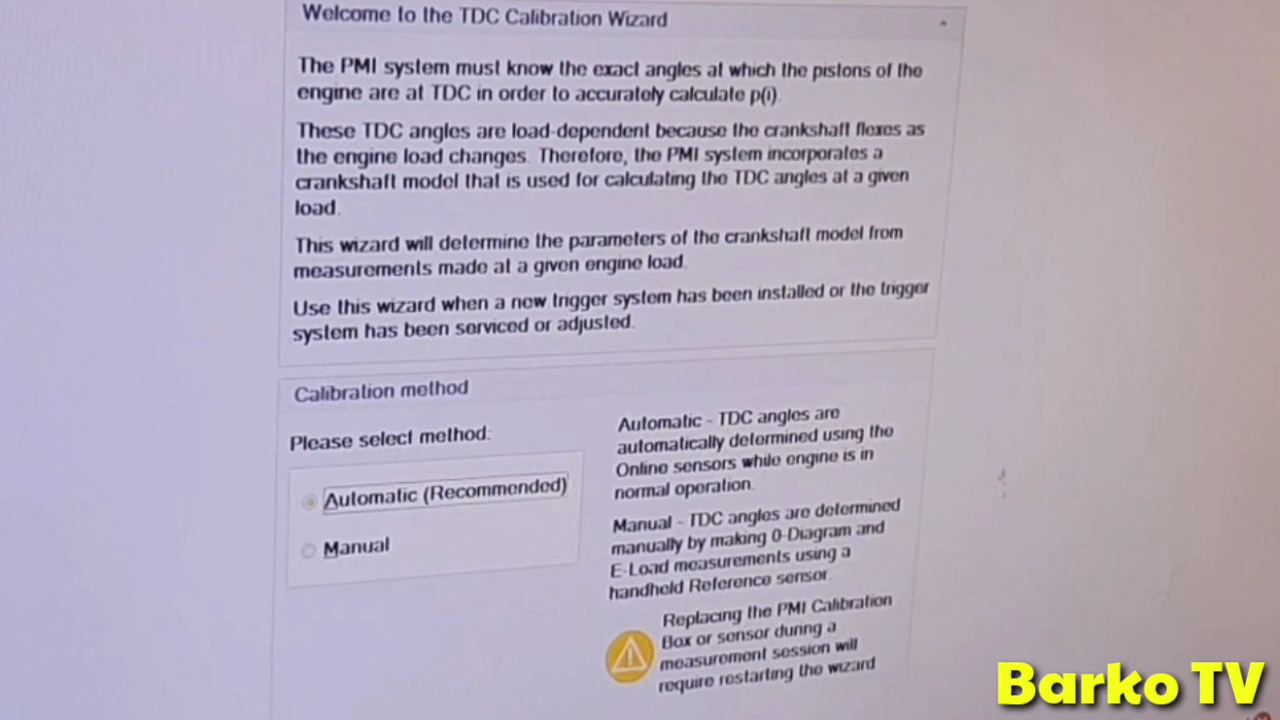 Welcome to the TDC Calibration Wizard
The PMI system must know the exact angles at which the pistons of the
engine are at TDC in order to accurately calculate p(i).
These TDC angles are load-dependent because the crankshaft flexes as
the engine load changes. Therefore, the PMI system incorporates a
crankshaft model that is used for calculating the TDC angles at a given
load.
This wizard will determine the parameters of the crankshaft model from
measurements made at a given engine load.
Use this wizard when a new trigger system has been installed or the trigger
system has been serviced or adjusted.
Calibration method
Please select method:
Automatic (Recommended)
Manual
Automatic - TDC angles are
automatically determined using the
Online sensors while engine is in
normal operation.
Manual - TDC angles are determined
manually by making 0-Diagram and
E-Load measurements using a
handheld Reference sensor.
Replacing the PMI Calibration
Box or sensor during a
measurement session will
require restarting the wizard
Barko TV